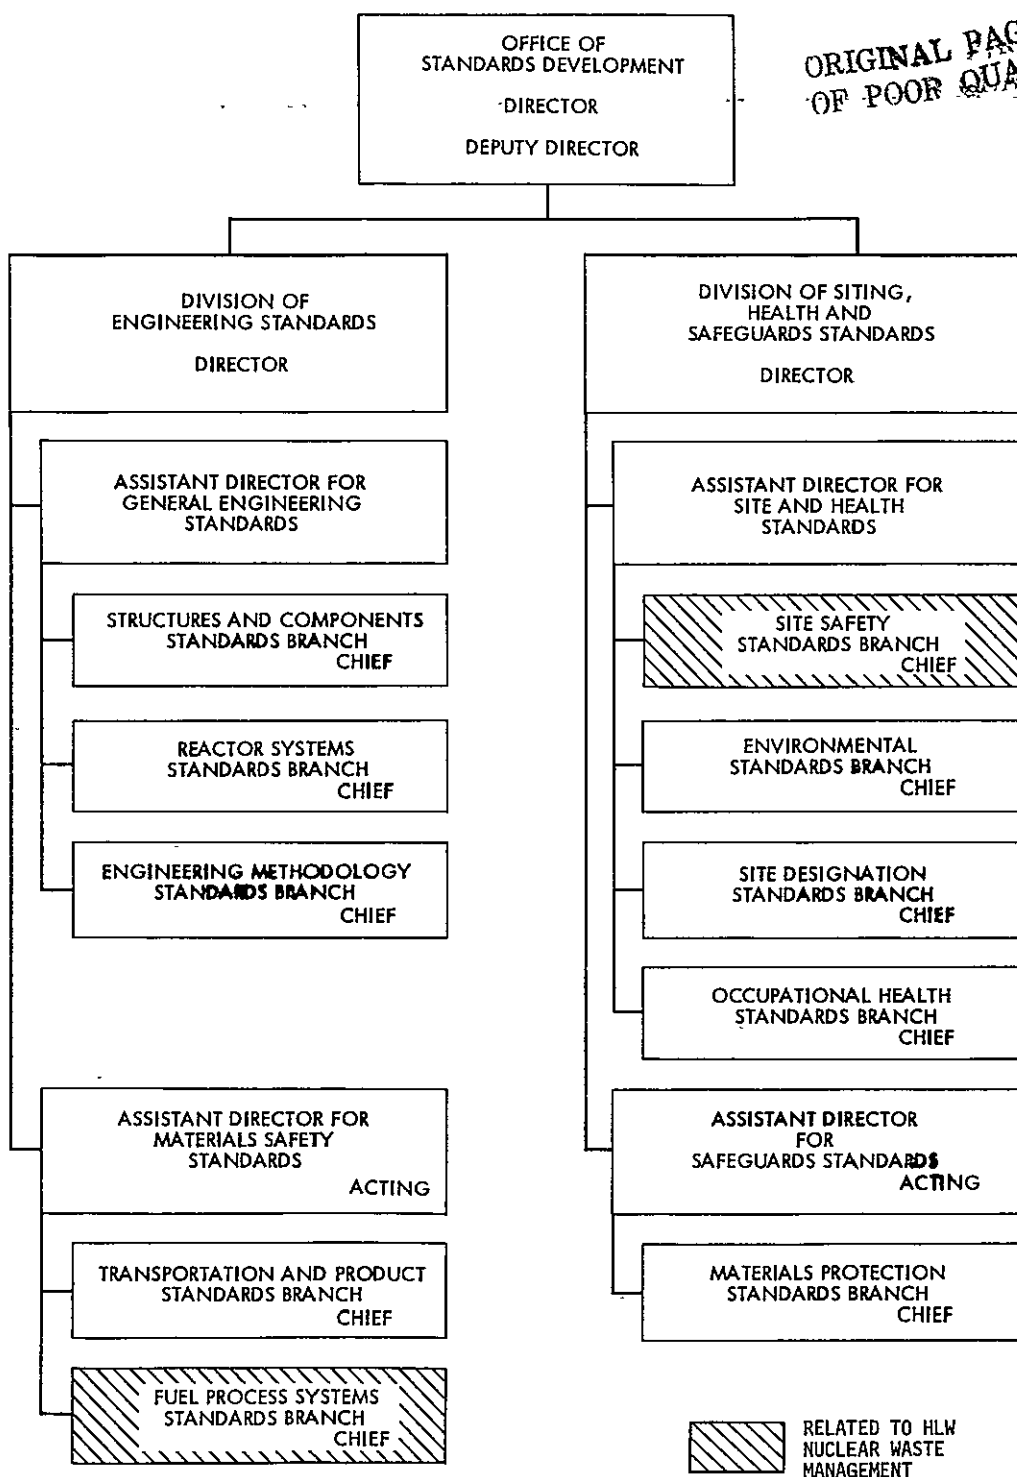 OFFICE OF
STANDARDS DEVELOPMENT
DIRECTOR
DEPUTY DIRECTOR
ORIGINAL
OF POOR
DIVISION OF
ENGINEERING STANDARDS
DIRECTOR
ASSISTANT DIRECTOR FOR
GENERAL ENGINEERING
STANDARDS
STRUCTURES AND COMPONENTS
STANDARDS BRANCH
CHIEF
REACTOR SYSTEMS
STANDARDS BRANCH
CHIEF
ENGINEERING METHODOLOGY
STANDARDS BRANCH
CHIEF
ASSISTANT DIRECTOR FOR
MATERIALS SAFETY
STANDARDS
ACTING
TRANSPORTATION AND PRODUCT
STANDARDS BRANCH
CHIEF
FUEL PROCESS SYSTEMS
STANDARDS BRANCH
CHIEF
DIVISION OF SITING,
HEALTH AND
SAFEGUARDS STANDARDS
DIRECTOR
ASSISTANT DIRECTOR FOR
SITE AND HEALTH
STANDARDS
SITE SAFETY
STANDARDS BRANCH
CHIEF
ENVIRONMENTAL
STANDARDS BRANCH
CHIEF
SITE DESIGNATION
STANDARDS BRANCH
CHIEF
OCCUPATIONAL HEALTH
STANDARDS BRANCH
CHIEF
ASSISTANT DIRECTOR
FOR
SAFEGUARDS STANDARDS
ACTING
MATERIALS PROTECTION
STANDARDS BRANCH
CHIEF
RELATED TO HLW
NUCLEAR WASTE
MANAGEMENT